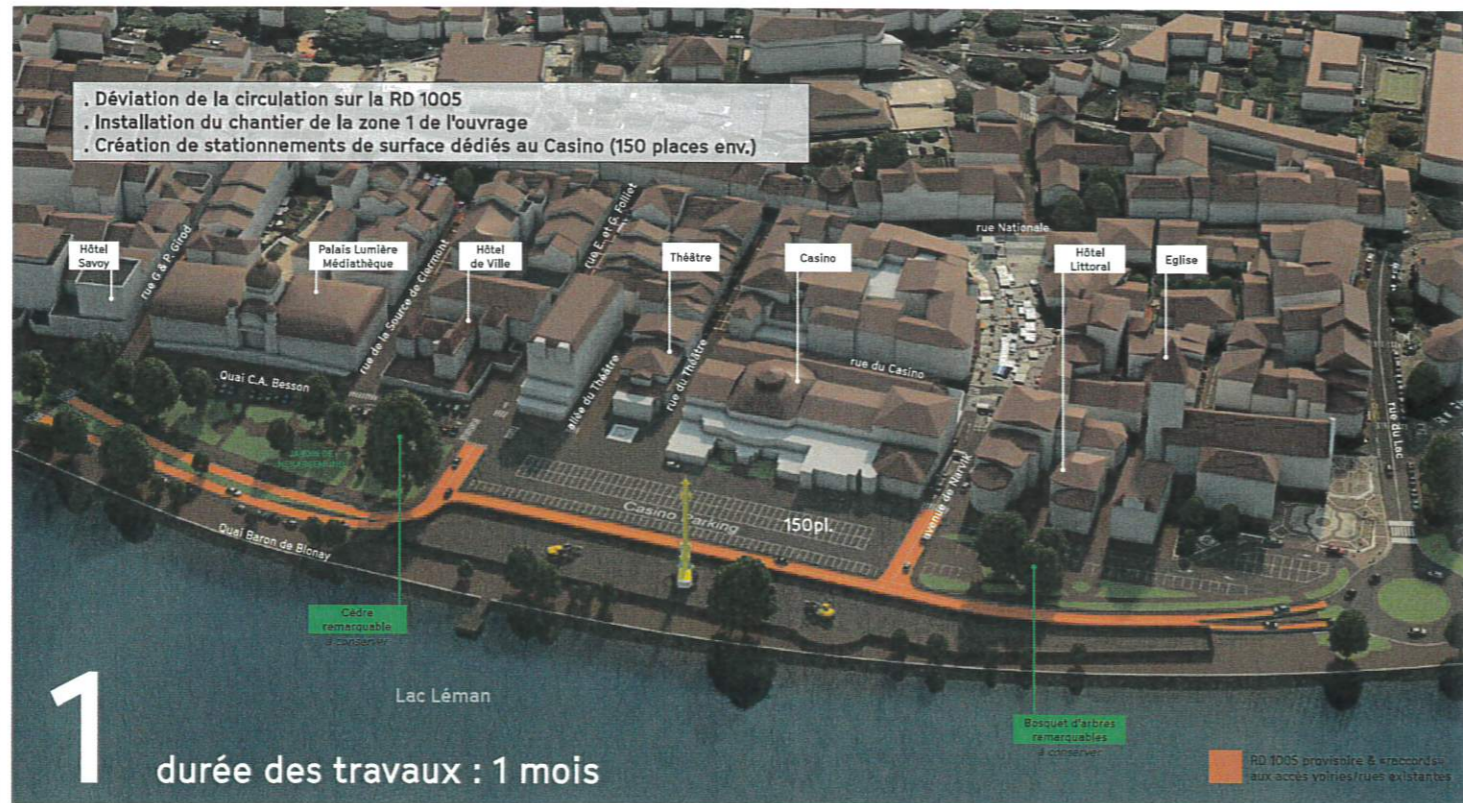 . Déviation de la circulation sur la RD 1005
. Installation du chantier de la zone 1 de l'ouvrage
. Création de stationnements de surface dédiés au Casino (150 places env.)
rue Nationale
Hôtel
Savoy
rue G & P. Girod
Palais Lumière
Médiathèque
rue de la Source de Clermont
Hôtel
de Ville
rue E. et G. Folliet
Théâtre
Casino
Hôtel
Littoral
Eglise
Quai C.A. Besson
allée du Théâtre
rue du Théâtre
rue du Casino
avenue de Narvik
rue du Lac
Quai Baron de Blonay
Casino Parking
150pl.
Cèdre
remarquable
à conserver
Lac Léman
Bosquet d'arbres
remarquables
à conserver
1
durée des travaux : 1 mois
RD 1005 provisoire & «raccords»
aux accès voiries/rues existantes